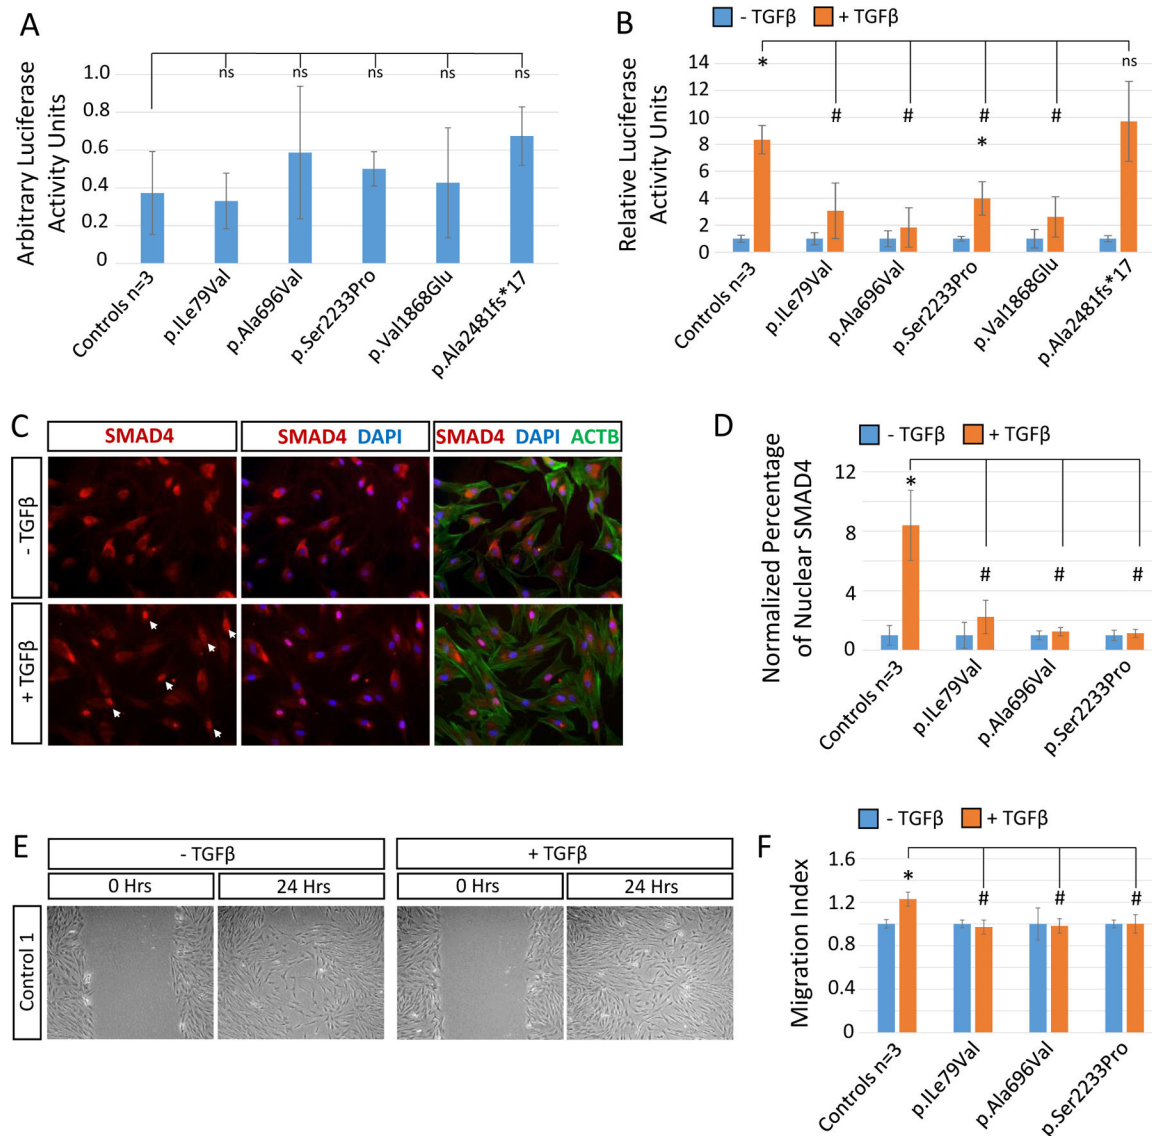 A
Arbitrary Luciferase
Activity Units
1.0
0.8
0.6
0.4
0.2
0
ns
ns
ns
ns
ns
Controls n=3
p.ILe79Val
p.Ala696Val
p.Ser2233Pro
p.Val1868Glu
p.Ala2481fs*17
B
- TGFβ
+ TGFβ
Relative Luciferase
Activity Units
14
12
10
8
6
4
2
0
*
#
#
#
*
#
ns
Controls n=3
p.ILe79Val
p.Ala696Val
p.Ser2233Pro
p.Val1868Glu
p.Ala2481fs*17
C
SMAD4
SMAD4 DAPI
SMAD4 DAPI ACTB
- TGFβ
+ TGFβ
D
- TGFβ
+ TGFβ
Normalized Percentage
of Nuclear SMAD4
12
8
4
0
*
#
#
#
Controls n=3
p.ILe79Val
p.Ala696Val
p.Ser2233Pro
E
- TGFβ
+ TGFβ
0 Hrs
24 Hrs
0 Hrs
24 Hrs
Control 1
F
- TGFβ
+ TGFβ
Migration Index
1.6
1.2
0.8
0.4
0
*
#
#
#
Controls n=3
p.ILe79Val
p.Ala696Val
p.Ser2233Pro